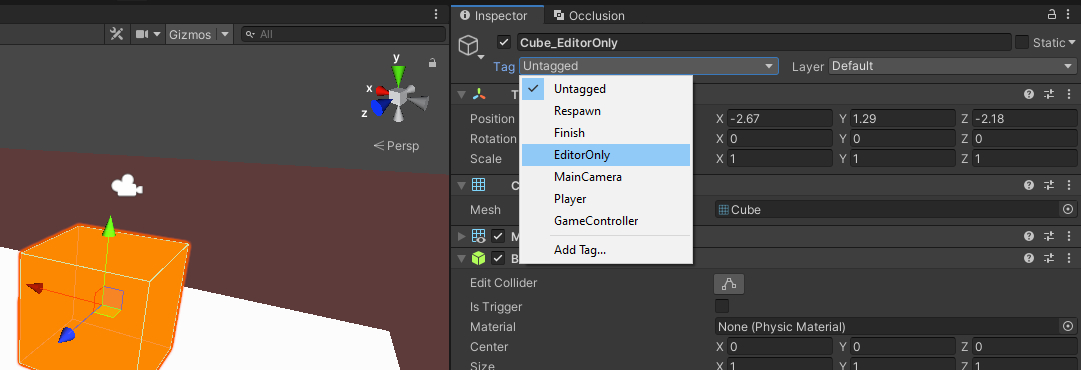 Inspector Occlusion
Gizmos All
Cube_EditorOnly Static
Tag Untagged Layer Default
Untagged
Respawn
Finish
EditorOnly
MainCamera
Player
GameController
Add Tag...
y
x
z
Persp
T
Position X -2.67 Y 1.29 Z -2.18
Rotation X 0 Y 0 Z 0
Scale X 1 Y 1 Z 1
C
Mesh Cube
M
B
Edit Collider
Is Trigger
Material None (Physic Material)
Center X 0 Y 0 Z 0
Size X 1 Y 1 Z 1